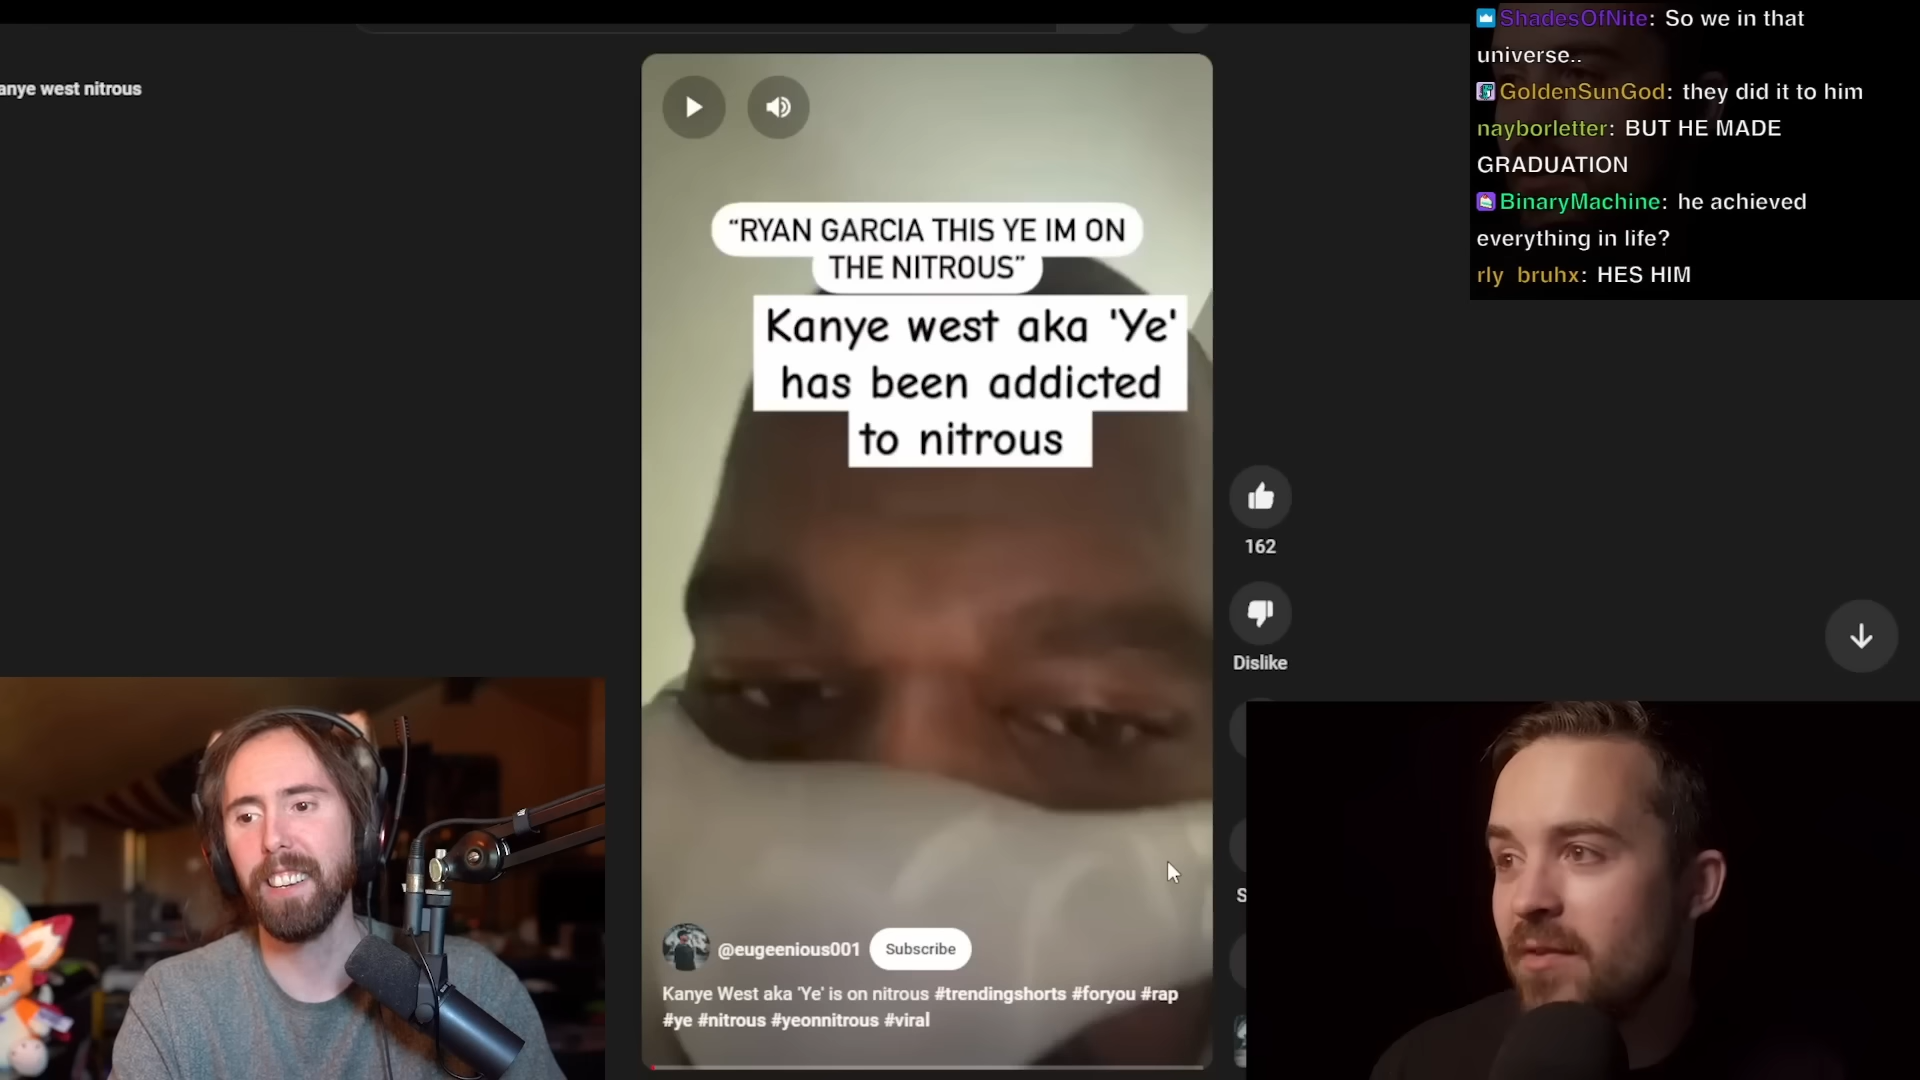 anye west nitrous
"RYAN GARCIA THIS YE IM ON
THE NITROUS"
Kanye west aka 'Ye'
has been addicted
to nitrous
162
Dislike
S
@eugeenious001 Subscribe
Kanye West aka 'Ye' is on nitrous #trendingshorts #foryou #rap
#ye #nitrous #yeonnitrous #viral
ShadesOfNite: So we in that
universe..
GoldenSunGod: they did it to him
nayborletter: BUT HE MADE
GRADUATION
BinaryMachine: he achieved
everything in life?
rly_bruhx: HES HIM